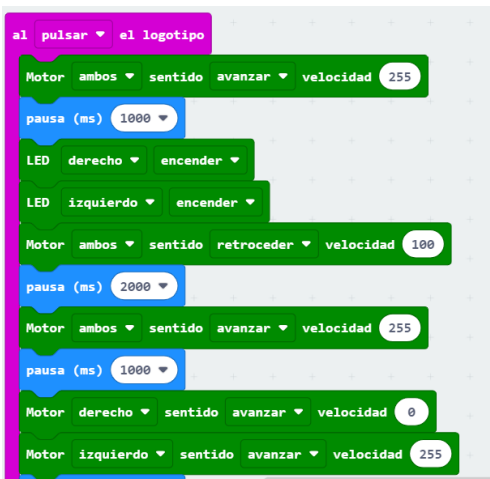 al pulsar el logotipo
Motor ambos sentido avanzar velocidad 255
pausa (ms) 1000
LED derecho encender
LED izquierdo encender
Motor ambos sentido retroceder velocidad 100
pausa (ms) 2000
Motor ambos sentido avanzar velocidad 255
pausa (ms) 1000
Motor derecho sentido avanzar velocidad 0
Motor izquierdo sentido avanzar velocidad 255